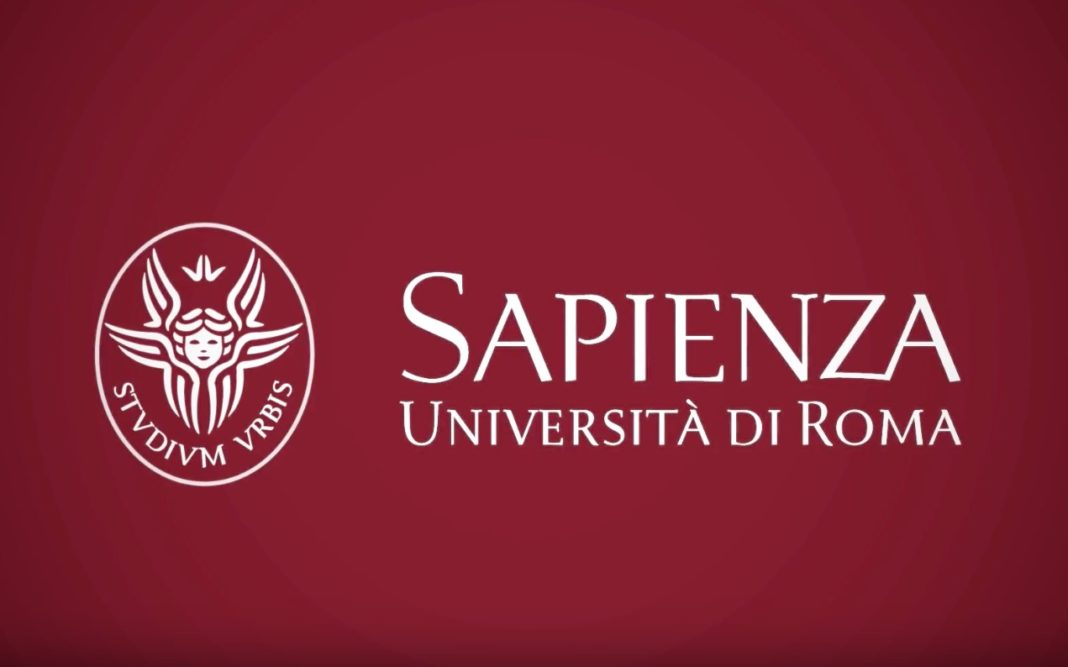 STVDIVM VRBIS
SAPIENZA
UNIVERSITÀ DI ROMA